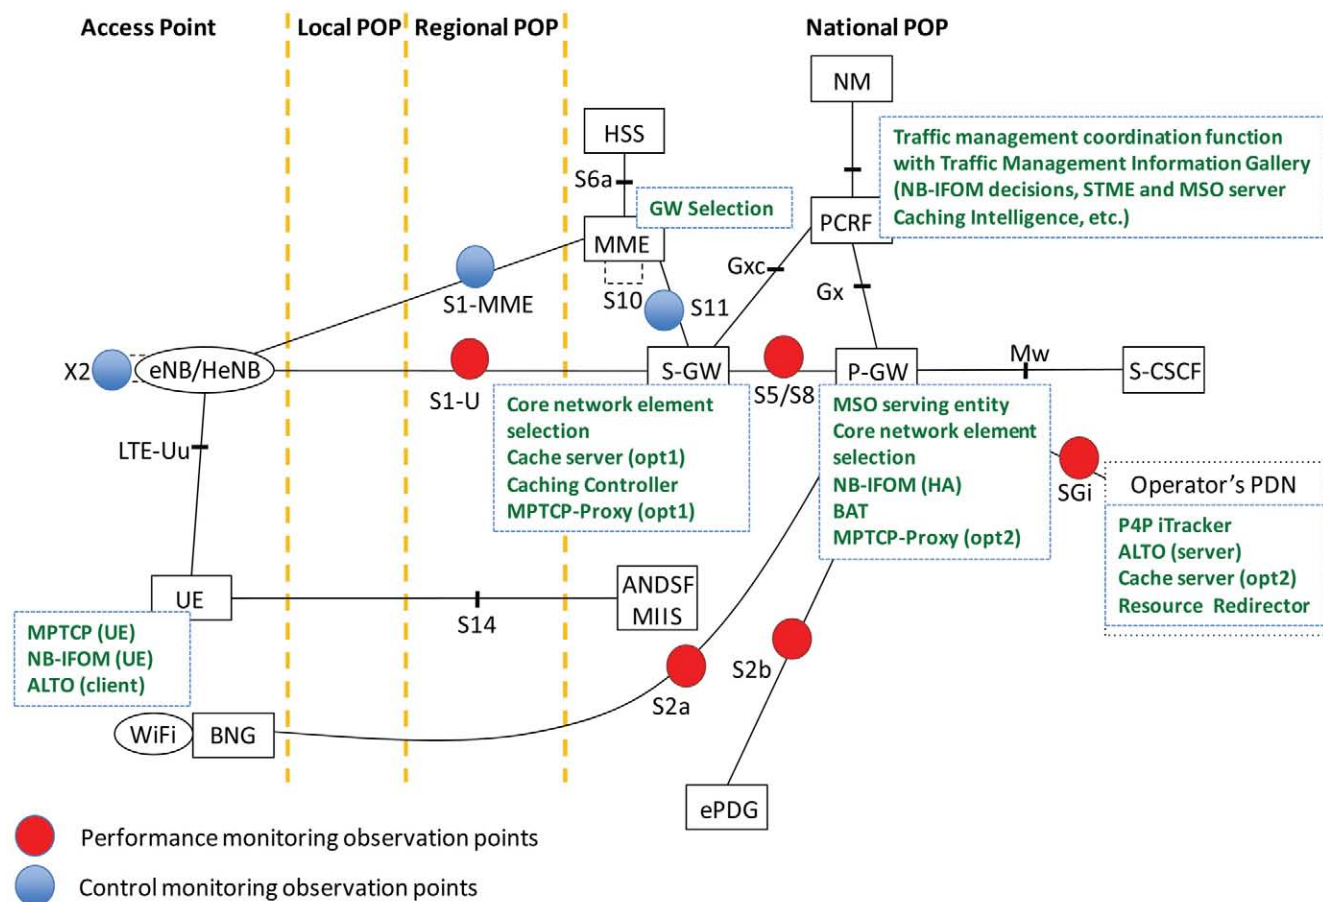 Access Point
Local POP
Regional POP
National POP
NM
HSS
Traffic management coordination function
with Traffic Management Information Gallery
(NB-IFOM decisions, STME and MSO server
Caching Intelligence, etc.)
S6a
GW Selection
PCRF
MME
Gxc
S10
S11
Gx
S1-MME
X2
eNB/HeNB
S-GW
P-GW
Mw
S-CSCF
S1-U
S5/S8
Core network element
selection
Cache server (opt1)
Caching Controller
MPTCP-Proxy (opt1)
MSO serving entity
Core network element
selection
NB-IFOM (HA)
BAT
MPTCP-Proxy (opt2)
LTE-Uu
SGi
Operator's PDN
P4P iTracker
ALTO (server)
Cache server (opt2)
Resource Redirector
UE
S14
ANDSF
MIIS
MPTCP (UE)
NB-IFOM (UE)
ALTO (client)
S2b
S2a
WiFi
BNG
ePDG
Performance monitoring observation points
Control monitoring observation points